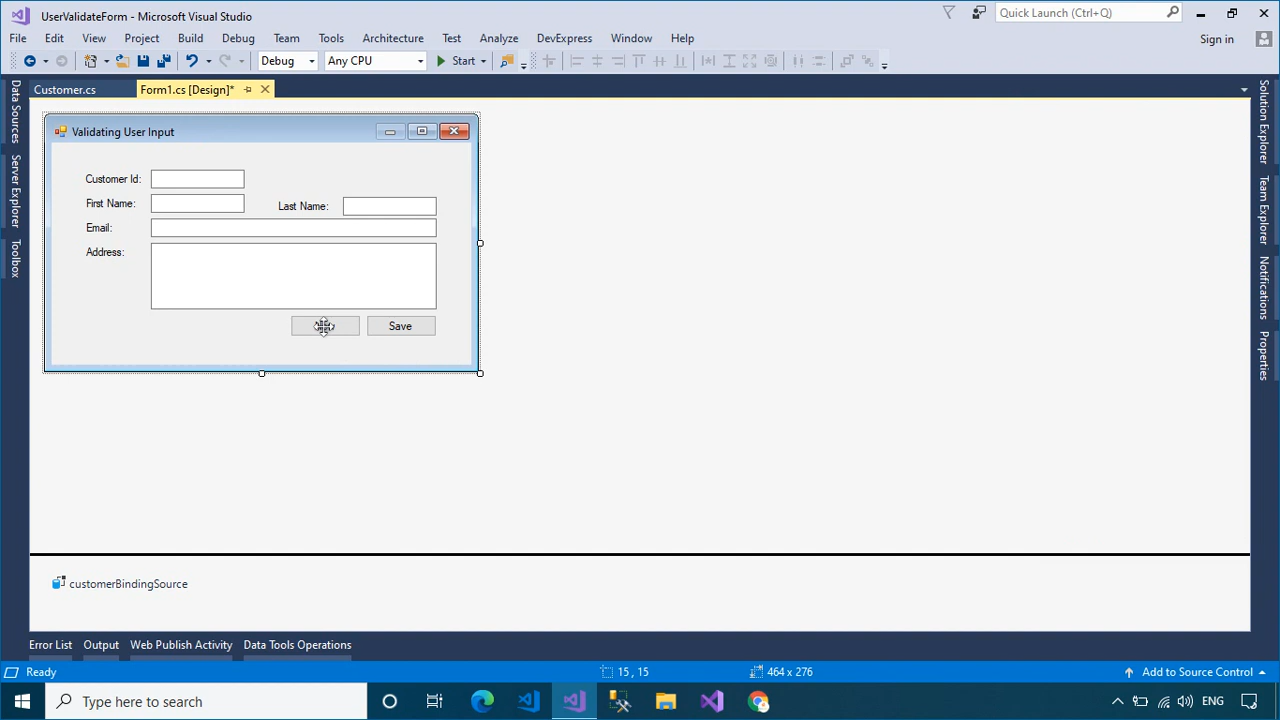 UserValidateForm - Microsoft Visual Studio
Quick Launch (Ctrl+Q)
File Edit View Project Build Debug Team Tools Architecture Test Analyze DevExpress Window Help
Sign in
Debug Any CPU Start
Customer.cs
Form1.cs [Design]*
Data Sources
Server Explorer
Toolbox
Solution Explorer
Team Explorer
Notifications
Properties
Validating User Input
Customer Id:
First Name:
Last Name:
Email:
Address:
Save
customerBindingSource
Error List Output Web Publish Activity Data Tools Operations
Ready
15 , 15
464 x 276
Add to Source Control
Type here to search
ENG